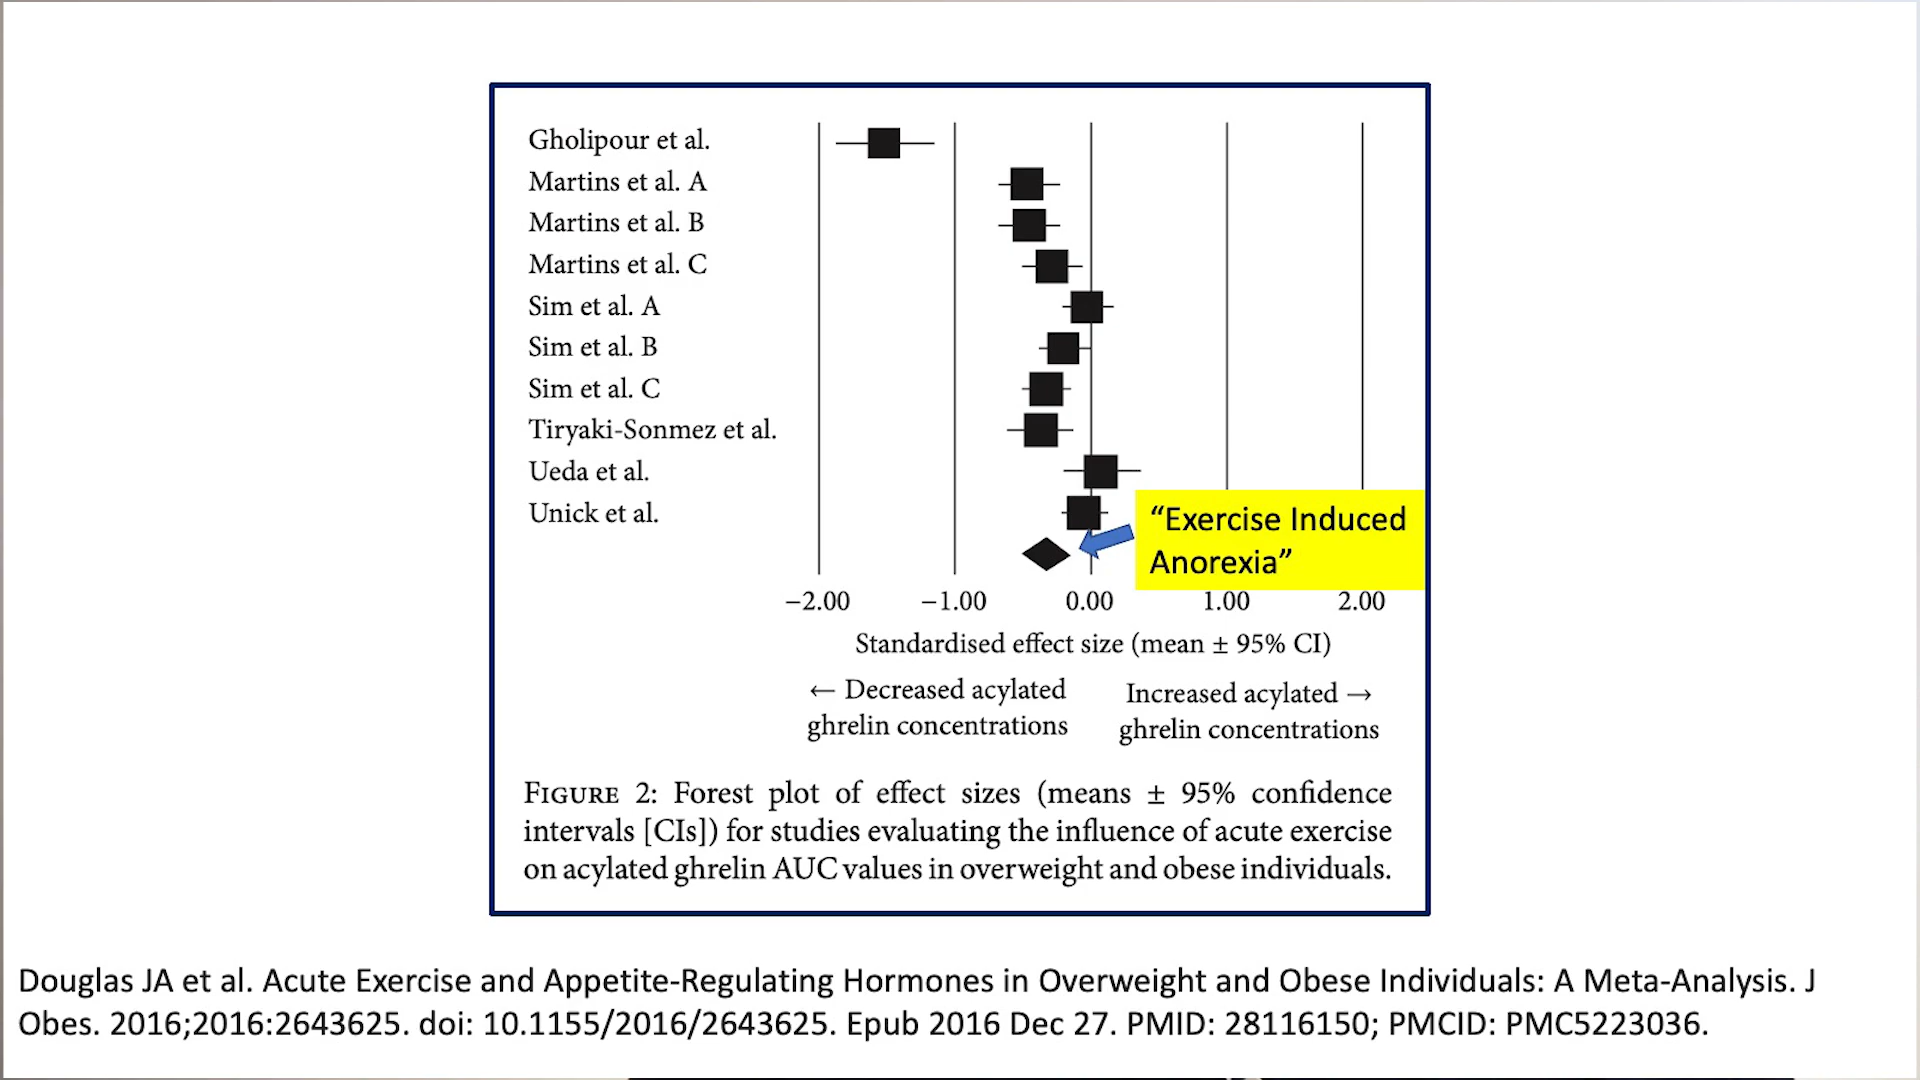 Gholipour et al.
Martins et al. A
Martins et al. B
Martins et al. C
Sim et al. A
Sim et al. B
Sim et al. C
Tiryaki-Sonmez et al.
Ueda et al.
Unick et al.
“Exercise Induced
Anorexia”
−2.00 −1.00 0.00 1.00 2.00
Standardised effect size (mean ± 95% CI)
← Decreased acylated
ghrelin concentrations
Increased acylated →
ghrelin concentrations
Figure 2: Forest plot of effect sizes (means ± 95% confidence
intervals [CIs]) for studies evaluating the influence of acute exercise
on acylated ghrelin AUC values in overweight and obese individuals.
Douglas JA et al. Acute Exercise and Appetite-Regulating Hormones in Overweight and Obese Individuals: A Meta-Analysis. J
Obes. 2016;2016:2643625. doi: 10.1155/2016/2643625. Epub 2016 Dec 27. PMID: 28116150; PMCID: PMC5223036.